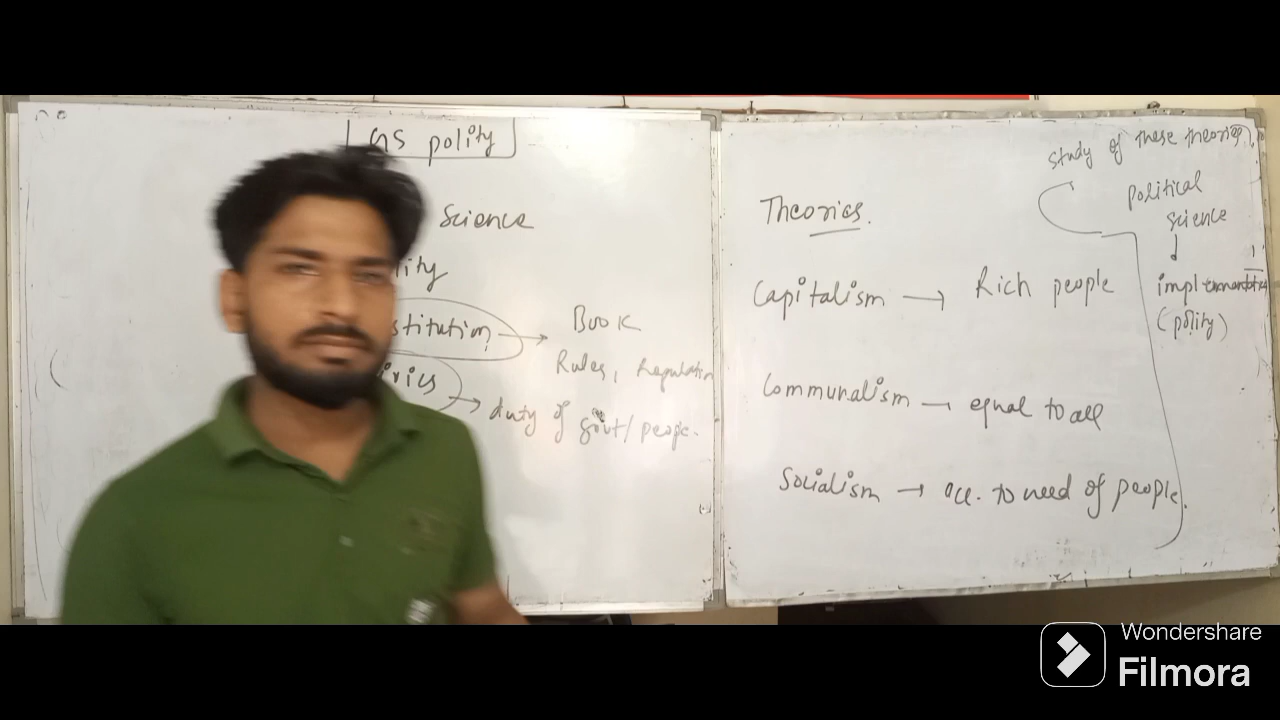 GS polity
Science
lity
stitution → Book
Rules, Regulation
ivics → duty of govt/people.
study of these theories
Theories.
political
science
↓
Capitalism → Rich people
implementation
(polity)
Communalism → equal to all
Socialism → acc. to need of people.
Wondershare
Filmora